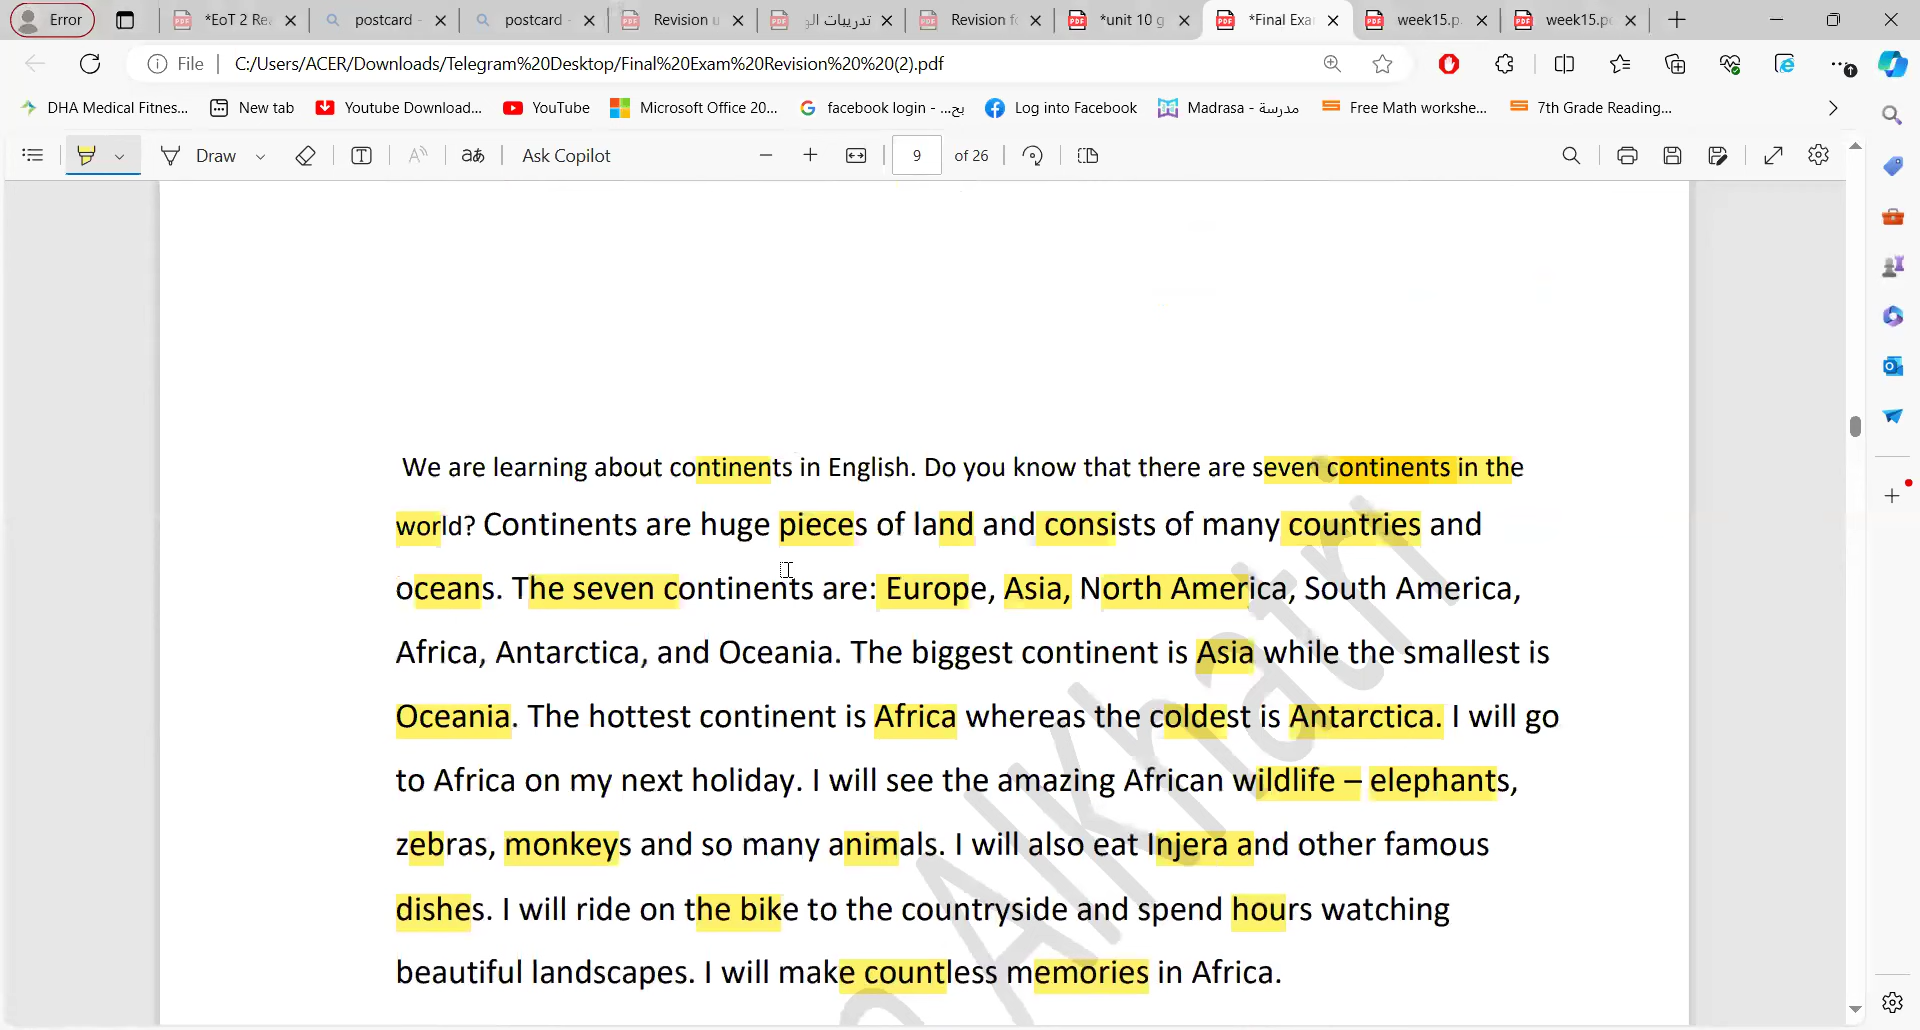 Error
*EoT 2 Re
postcard -
postcard -
Revision u
تدريبات الو
Revision fo
*unit 10 g
*Final Exa
week15.p
week15.p
File
C:/Users/ACER/Downloads/Telegram%20Desktop/Final%20Exam%20Revision%20%20(2).pdf
DHA Medical Fitnes...
New tab
Youtube Download...
YouTube
Microsoft Office 20...
facebook login - ...بح
Log into Facebook
Madrasa - مدرسة
Free Math workshe...
7th Grade Reading...
Draw
Ask Copilot
9
of 26
We are learning about continents in English. Do you know that there are seven continents in the
world? Continents are huge pieces of land and consists of many countries and
oceans. The seven continents are: Europe, Asia, North America, South America,
Africa, Antarctica, and Oceania. The biggest continent is Asia while the smallest is
Oceania. The hottest continent is Africa whereas the coldest is Antarctica. I will go
to Africa on my next holiday. I will see the amazing African wildlife – elephants,
zebras, monkeys and so many animals. I will also eat Injera and other famous
dishes. I will ride on the bike to the countryside and spend hours watching
beautiful landscapes. I will make countless memories in Africa.
Alkhatri